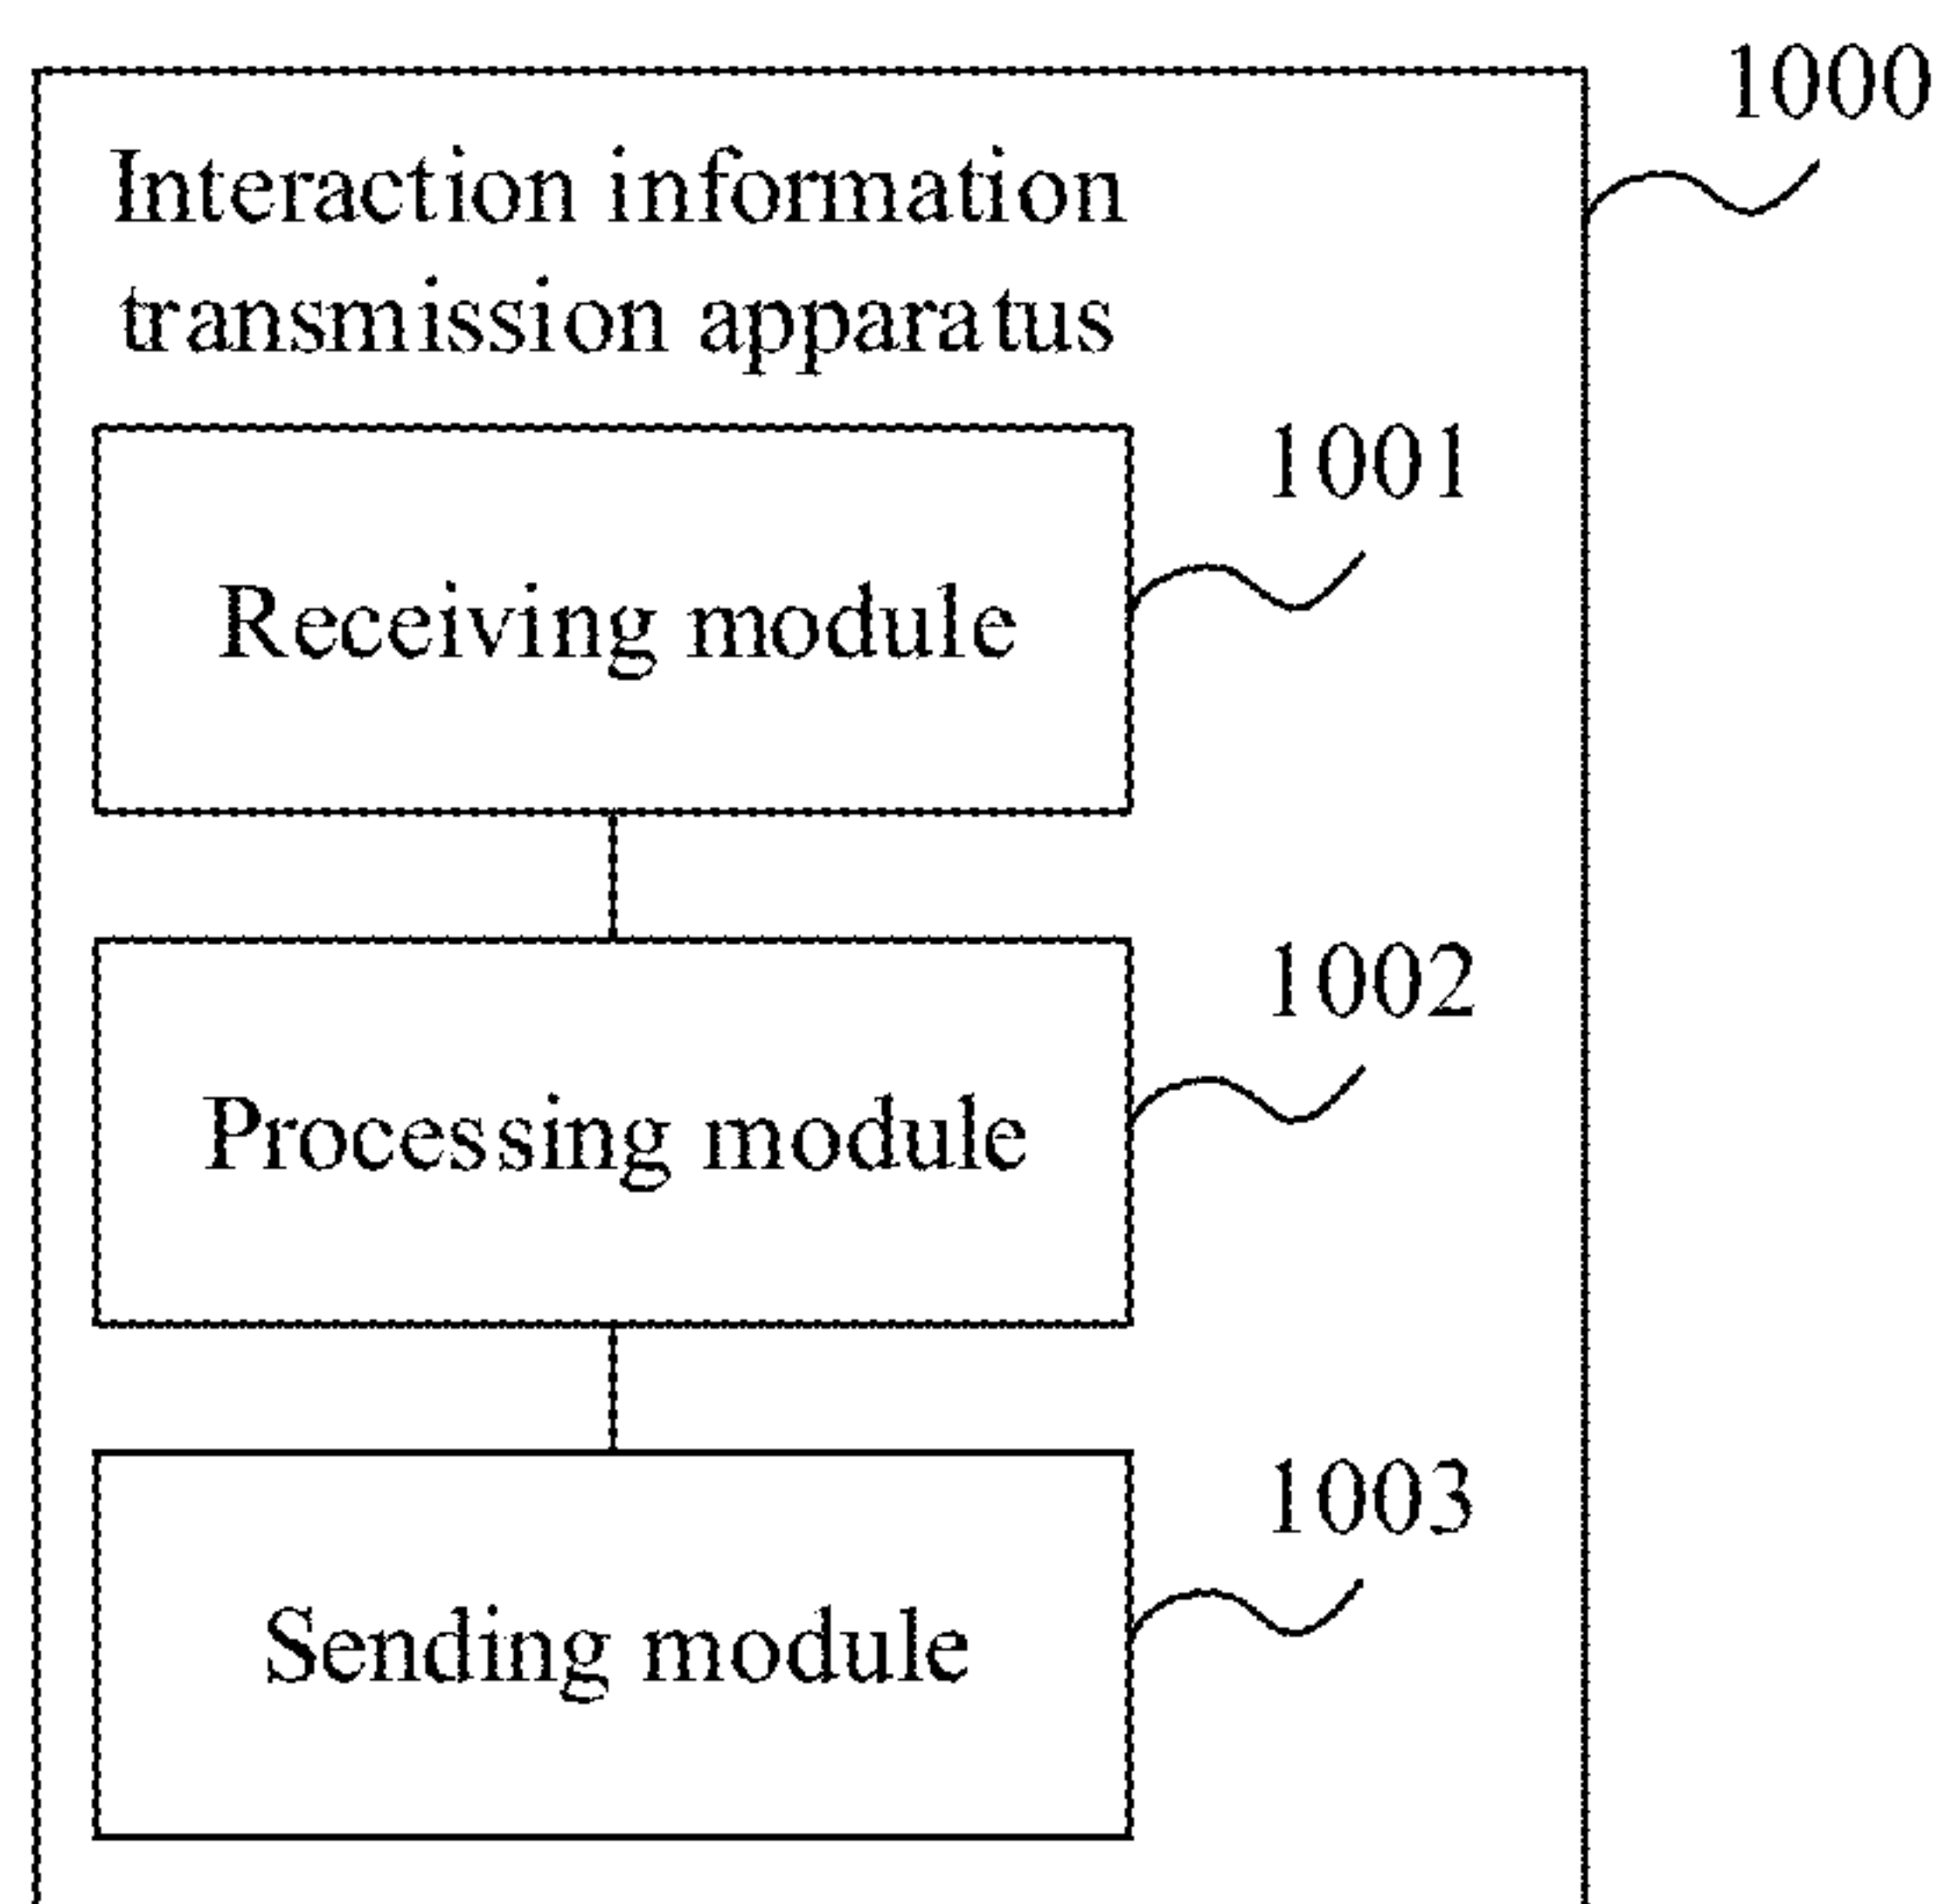 1000
Interaction information
transmission apparatus
1001
Receiving module
1002
Processing module
1003
Sending module